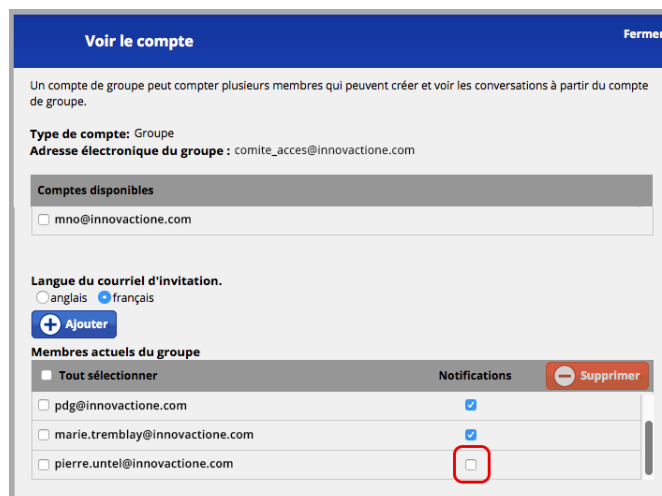 Voir le compte
Fermer
Un compte de groupe peut compter plusieurs membres qui peuvent créer et voir les conversations à partir du compte
de groupe.
Type de compte: Groupe
Adresse électronique du groupe : comite_acces@innovactione.com
Comptes disponibles
mno@innovactione.com
Langue du courriel d'invitation.
anglais français
Ajouter
Membres actuels du groupe
Tout sélectionner Notifications Supprimer
pdg@innovactione.com
marie.tremblay@innovactione.com
pierre.untel@innovactione.com